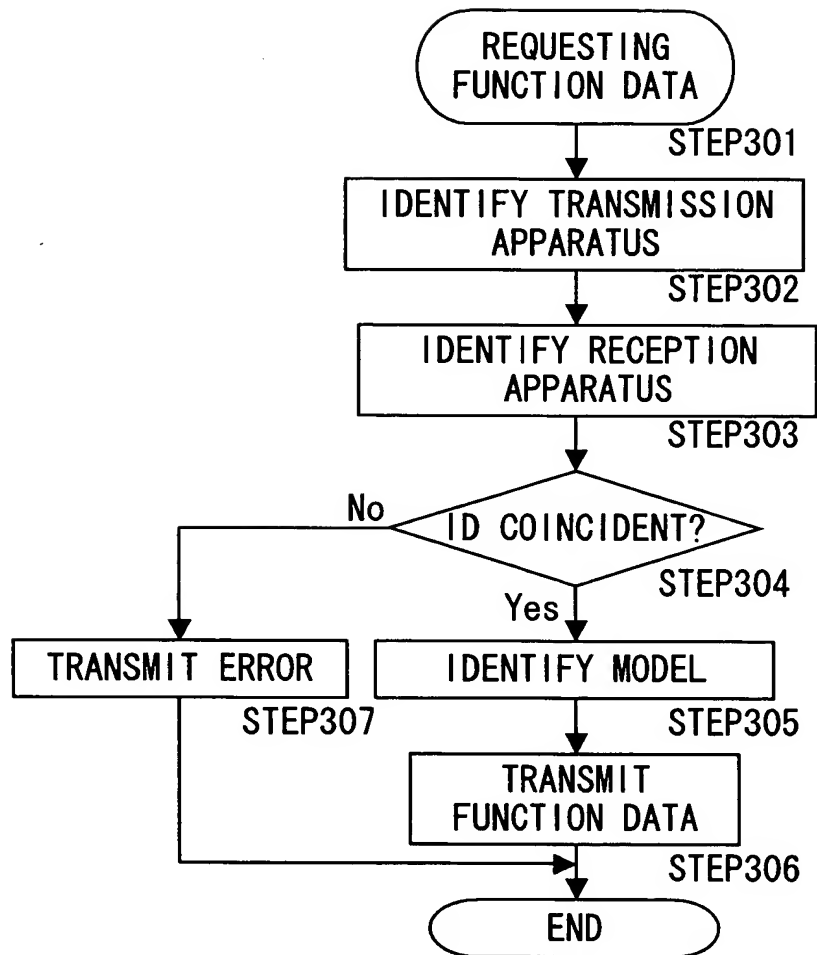 REQUESTING
FUNCTION DATA
STEP301
IDENTIFY TRANSMISSION
APPARATUS
STEP302
IDENTIFY RECEPTION
APPARATUS
STEP303
No
ID COINCIDENT?
STEP304
Yes
TRANSMIT ERROR
IDENTIFY MODEL
STEP307
STEP305
TRANSMIT
FUNCTION DATA
STEP306
END